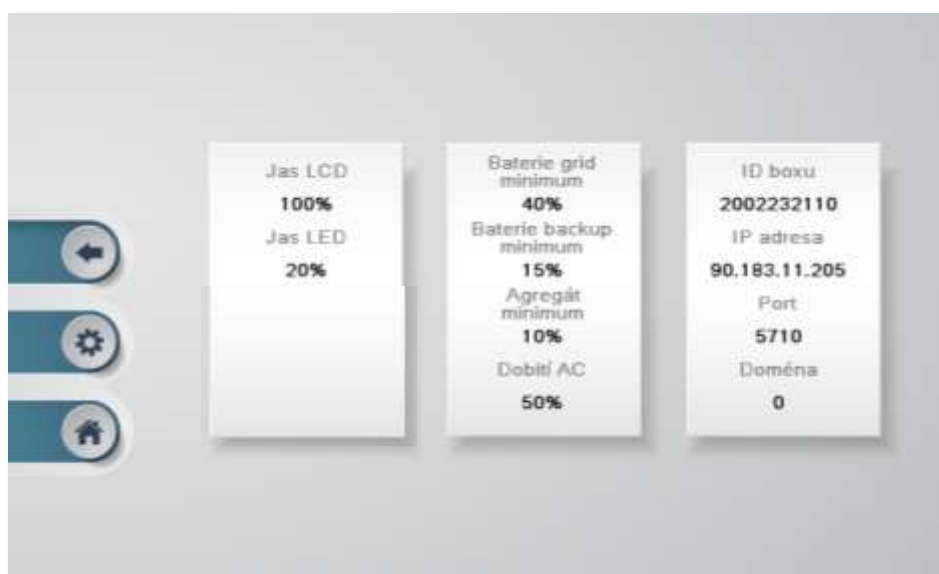 Jas LCD
100%
Jas LED
20%
Baterie grid
minimum
40%
Baterie backup
minimum
15%
Agregát
minimum
10%
Dobití AC
50%
ID boxu
2002232110
IP adresa
90.183.11.205
Port
5710
Doména
0